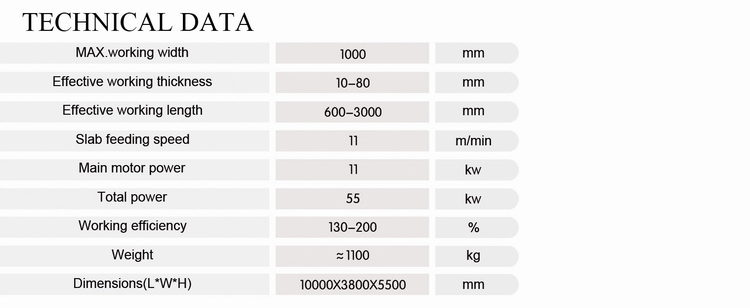 TECHNICAL DATA
MAX.working width 1000 mm
Effective working thickness 10-80 mm
Effective working length 600-3000 mm
Slab feeding speed 11 m/min
Main motor power 11 kw
Total power 55 kw
Working efficiency 130-200 %
Weight ≈1100 kg
Dimensions(L*W*H) 10000X3800X5500 mm